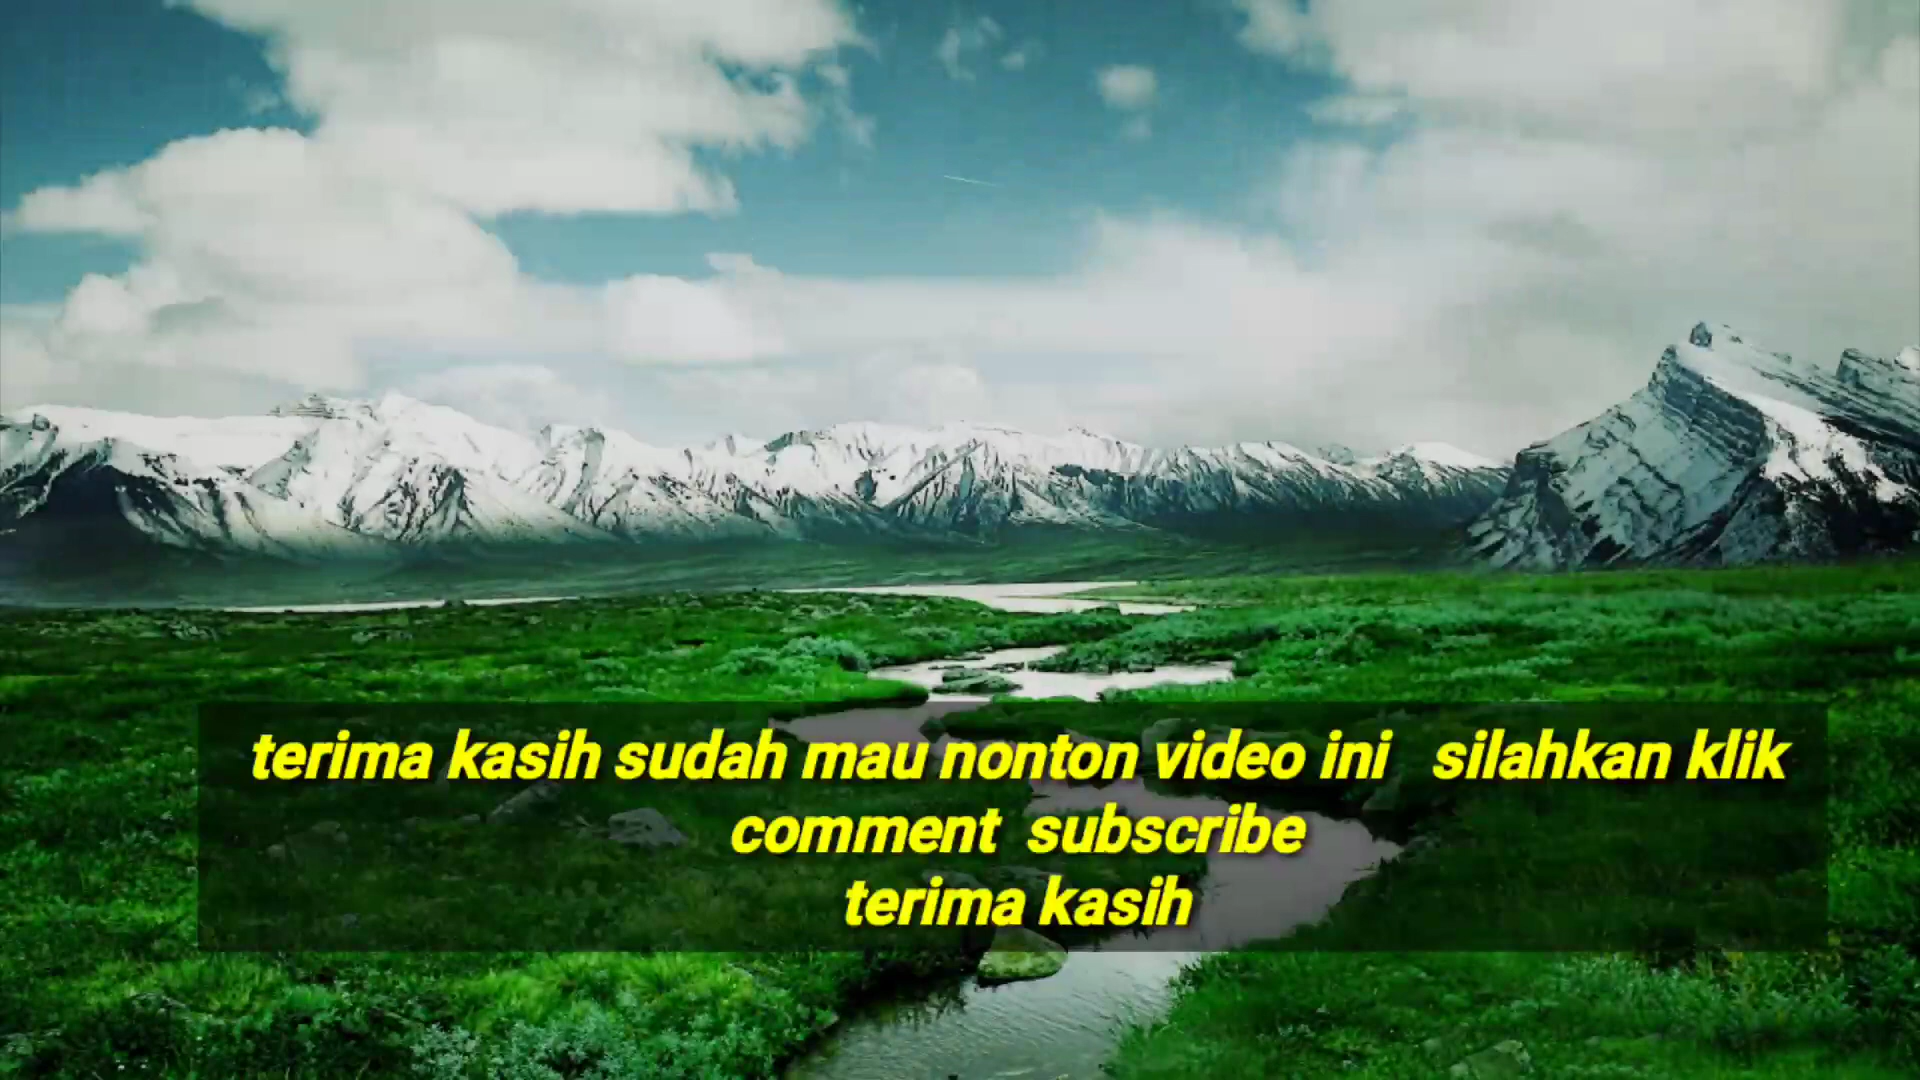 terima kasih sudah mau nonton video ini   silahkan klik
comment  subscribe
terima kasih